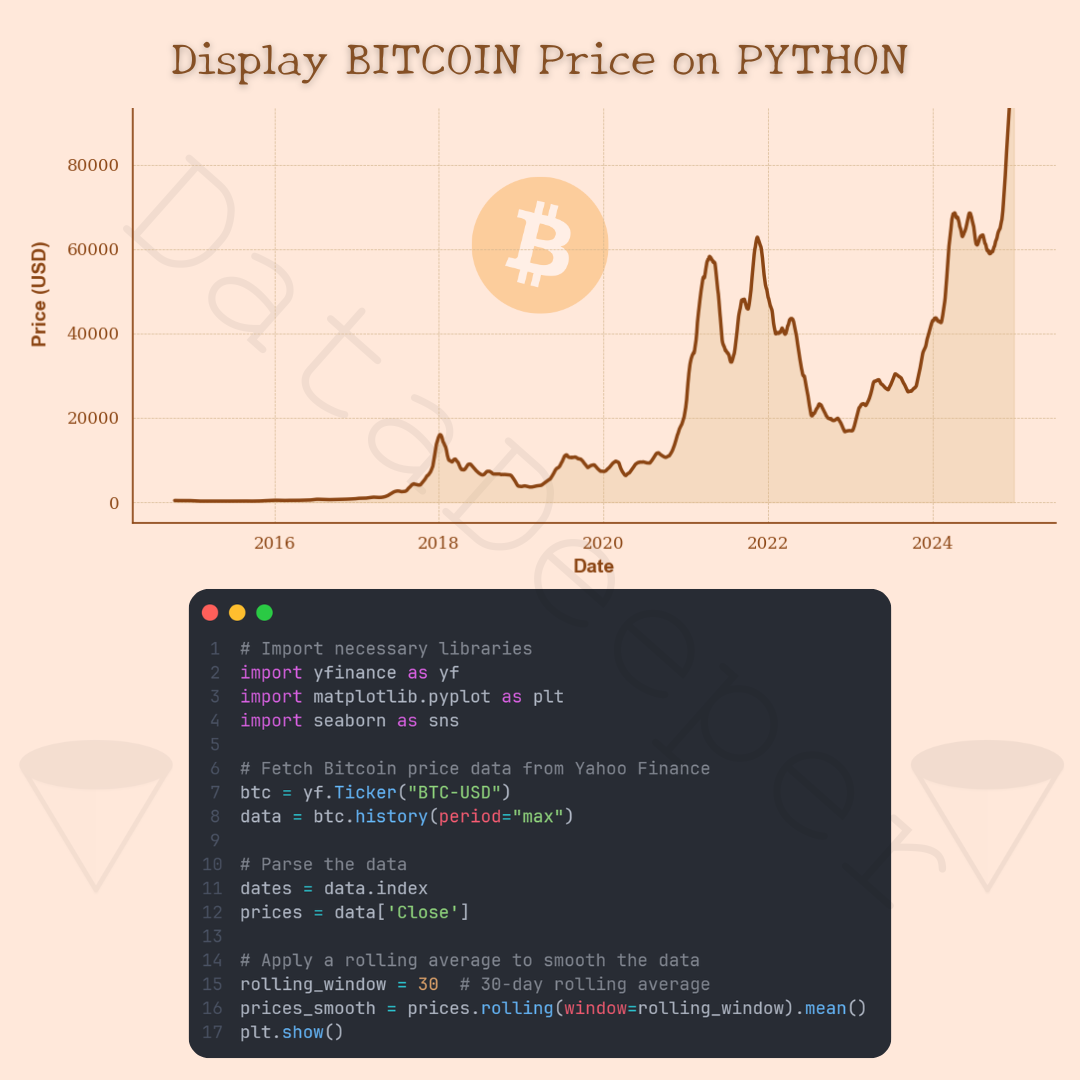 Display BITCOIN Price on PYTHON
80000
60000
40000
20000
0
Price (USD)
2016 2018 2020 2022 2024
Date
DataDeeper
1 # Import necessary libraries
2 import yfinance as yf
3 import matplotlib.pyplot as plt
4 import seaborn as sns
5
6 # Fetch Bitcoin price data from Yahoo Finance
7 btc = yf.Ticker("BTC-USD")
8 data = btc.history(period="max")
9
10 # Parse the data
11 dates = data.index
12 prices = data['Close']
13
14 # Apply a rolling average to smooth the data
15 rolling_window = 30  # 30-day rolling average
16 prices_smooth = prices.rolling(window=rolling_window).mean()
17 plt.show()